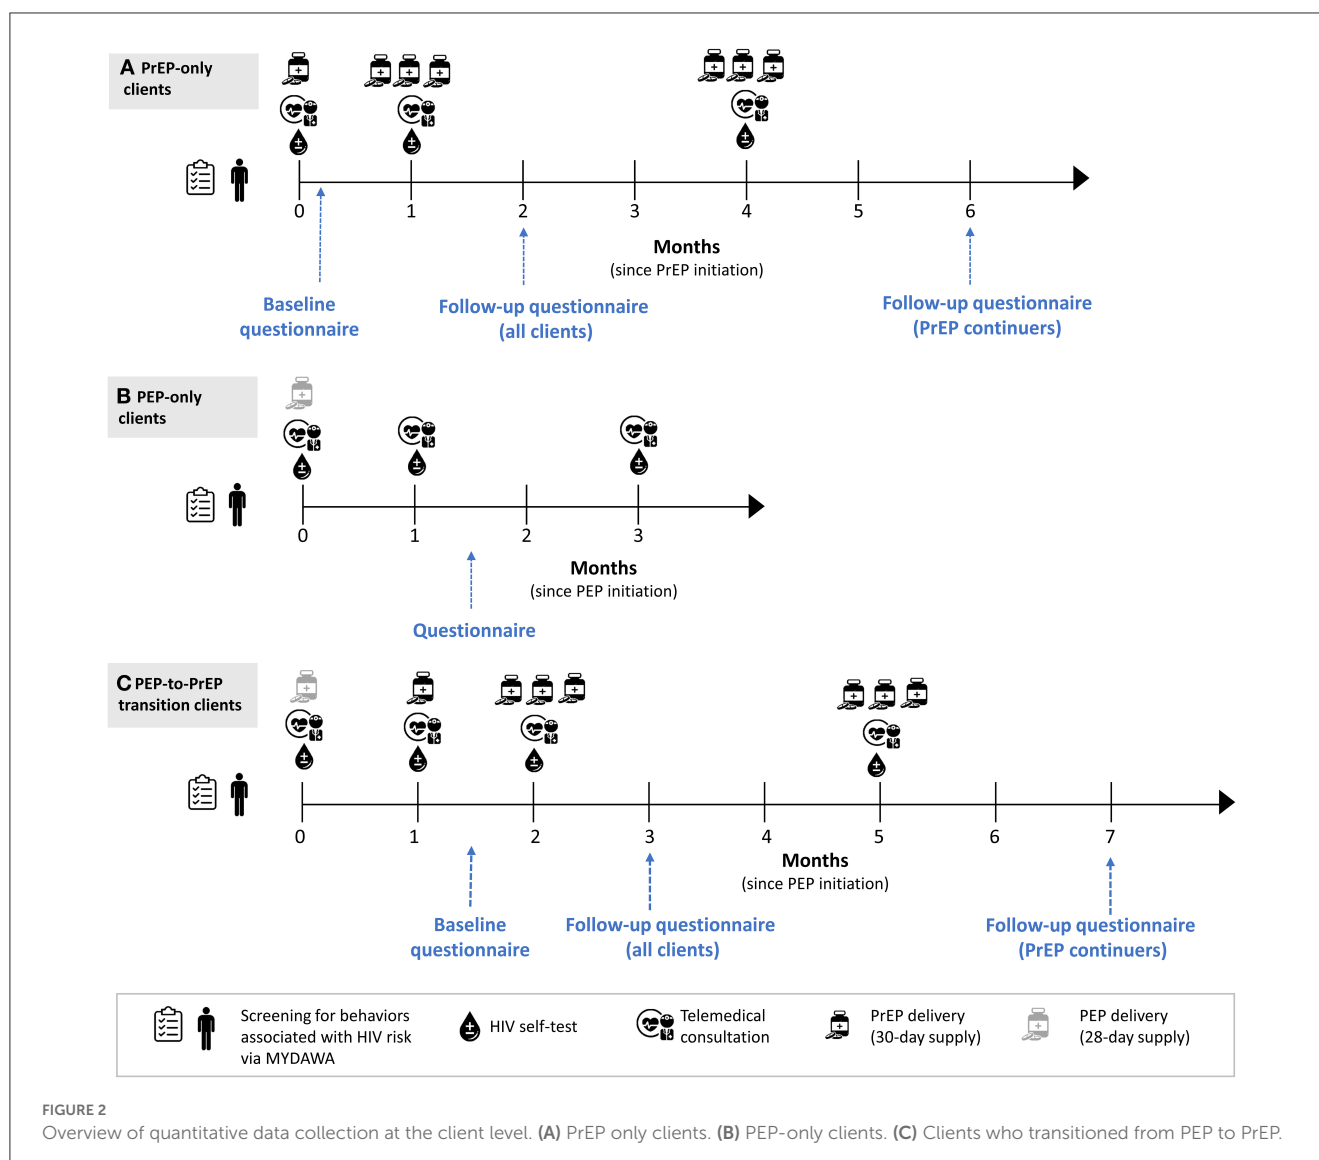 A PrEP-only
clients
0 1 2 3 4 5 6
Months
(since PrEP initiation)
Baseline
questionnaire
Follow-up questionnaire
(all clients)
Follow-up questionnaire
(PrEP continuers)
B PEP-only
clients
0 1 2 3
Months
(since PEP initiation)
Questionnaire
C PEP-to-PrEP
transition clients
0 1 2 3 4 5 6 7
Months
(since PEP initiation)
Baseline
questionnaire
Follow-up questionnaire
(all clients)
Follow-up questionnaire
(PrEP continuers)
Screening for behaviors
associated with HIV risk
via MYDAWA
HIV self-test
Telemedical
consultation
PrEP delivery
(30-day supply)
PEP delivery
(28-day supply)
FIGURE 2
Overview of quantitative data collection at the client level. (A) PrEP only clients. (B) PEP-only clients. (C) Clients who transitioned from PEP to PrEP.